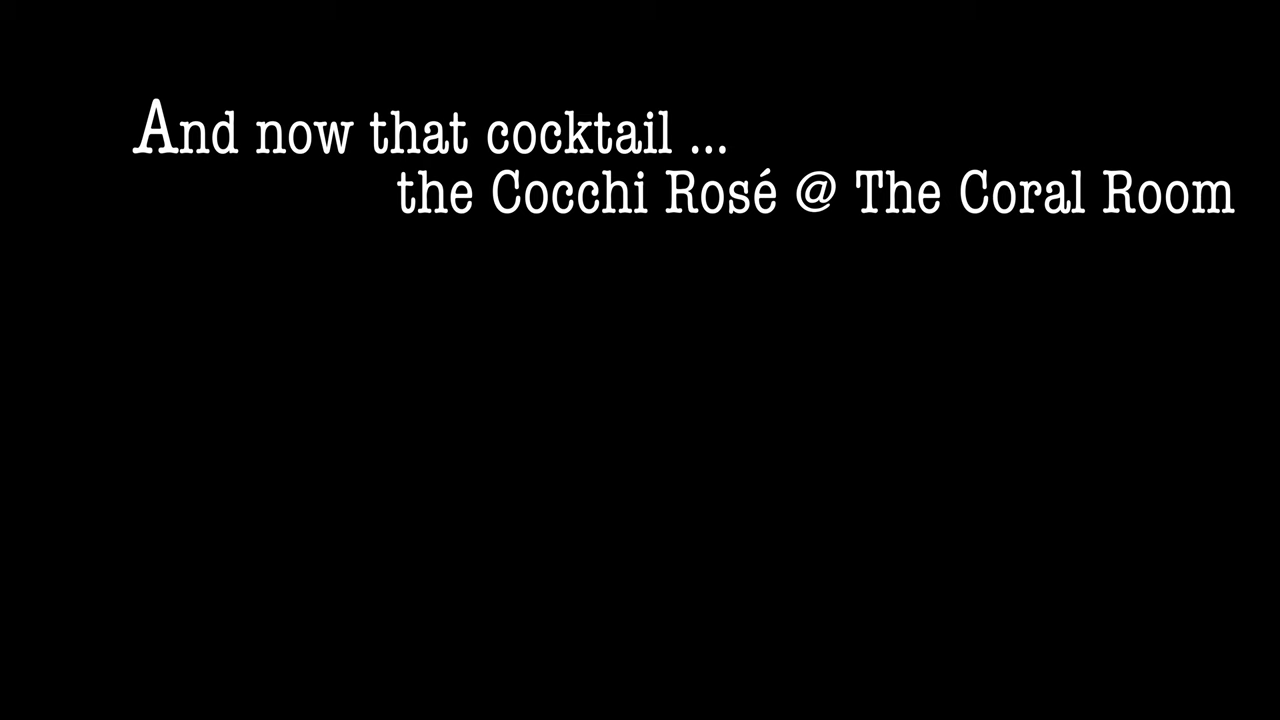 And now that cocktail ...
the Cocchi Rosé @ The Coral Room